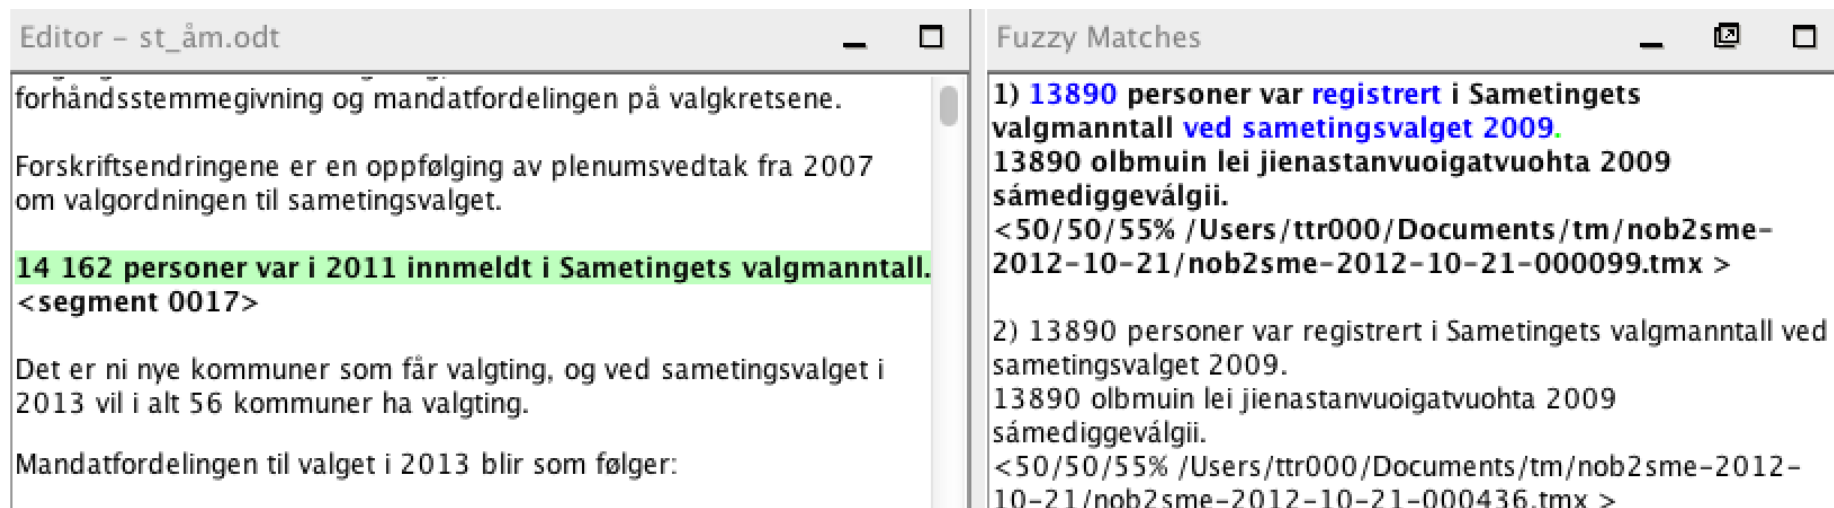 Editor – st_åm.odt
forhåndsstemmegivning og mandatfordelingen på valgkretsene.
Forskriftsendringene er en oppfølging av plenumsvedtak fra 2007
om valgordningen til sametingsvalget.
14 162 personer var i 2011 innmeldt i Sametingets valgmanntall.
<segment 0017>
Det er ni nye kommuner som får valgting, og ved sametingsvalget i
2013 vil i alt 56 kommuner ha valgting.
Mandatfordelingen til valget i 2013 blir som følger:
Fuzzy Matches
1) 13890 personer var registrert i Sametingets
valgmanntall ved sametingsvalget 2009.
13890 olbmuin lei jienastanvuoigatvuohta 2009
sámediggeválgii.
<50/50/55% /Users/ttr000/Documents/tm/nob2sme-
2012-10-21/nob2sme-2012-10-21-000099.tmx >
2) 13890 personer var registrert i Sametingets valgmanntall ved
sametingsvalget 2009.
13890 olbmuin lei jienastanvuoigatvuohta 2009
sámediggeválgii.
<50/50/55% /Users/ttr000/Documents/tm/nob2sme-2012-
10-21/nob2sme-2012-10-21-000436.tmx >